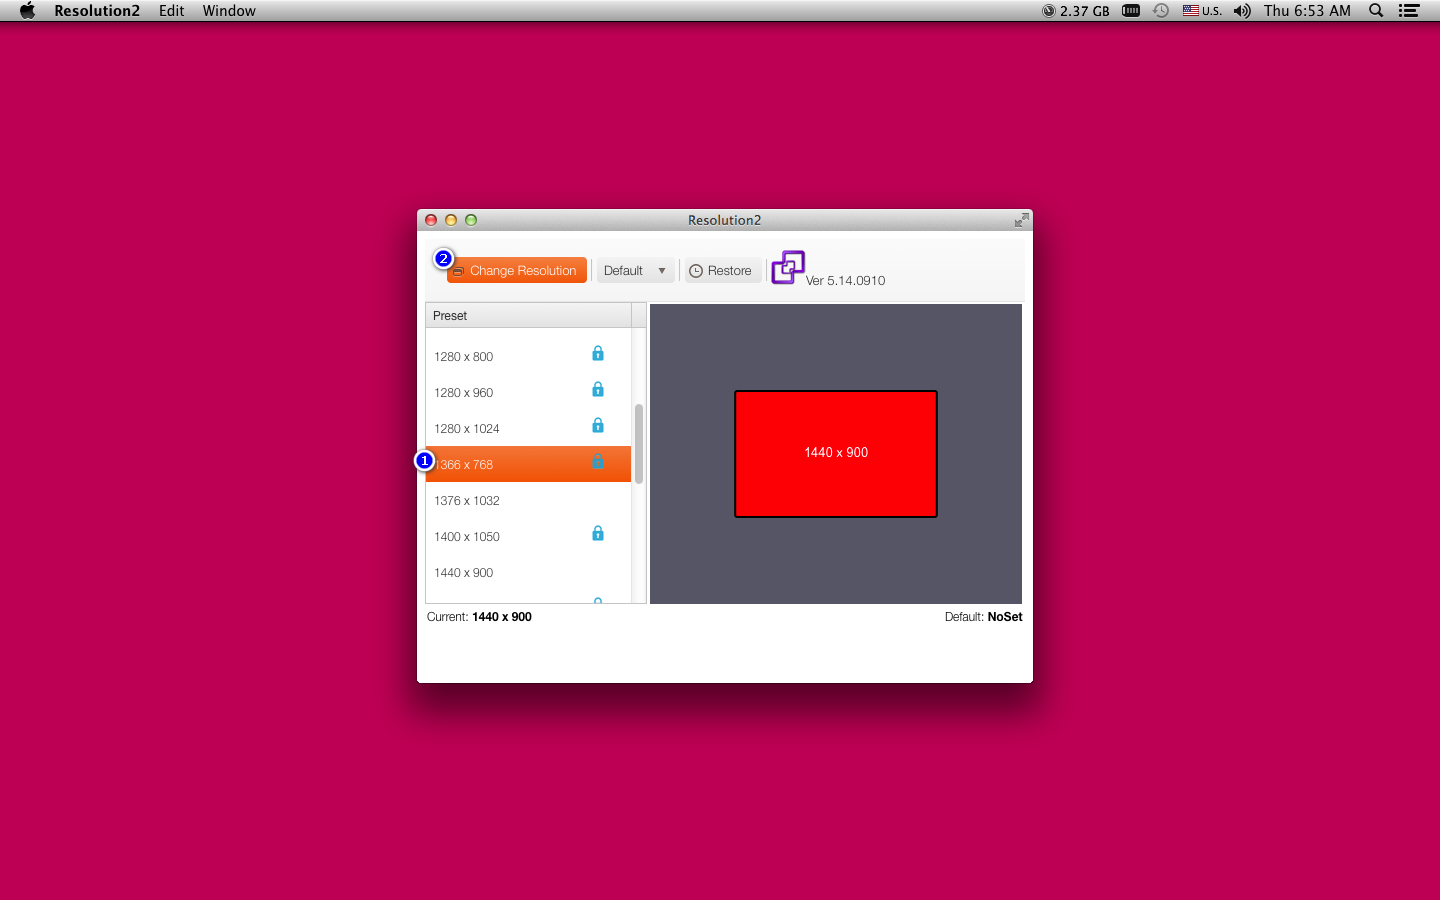 Resolution2 Edit Window 2.37 GB U.S. Thu 6:53 AM
Resolution2
2 Change Resolution Default Restore Ver 5.14.0910
Preset
1280 x 800
1280 x 960
1280 x 1024
1 1366 x 768
1376 x 1032
1400 x 1050
1440 x 900
1440 x 900
Current: 1440 x 900 Default: NoSet